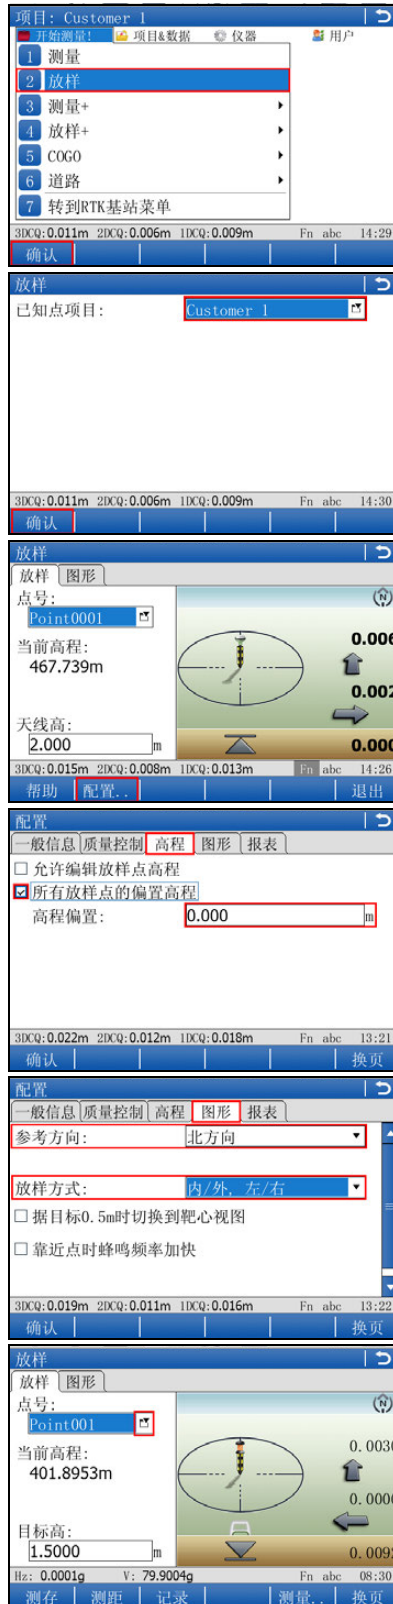 项目: Customer 1
开始测量! 项目&数据 仪器 用户
1 测量
2 放样
3 测量+
4 放样+
5 COGO
6 道路
7 转到RTK基站菜单
3DCQ:0.011m 2DCQ:0.006m 1DCQ:0.009m Fn abc 14:29
确认
放样
已知点项目: Customer 1
3DCQ:0.011m 2DCQ:0.006m 1DCQ:0.009m Fn abc 14:30
确认
放样
放样 图形
点号:
Point0001
N
当前高程:
0.006
467.739m
0.002
天线高:
2.000 m
0.000
3DCQ:0.015m 2DCQ:0.008m 1DCQ:0.013m Fn abc 14:26
帮助 配置.. 退出
配置
一般信息 质量控制 高程 图形 报表
允许编辑放样点高程
所有放样点的偏置高程
高程偏置: 0.000 m
3DCQ:0.022m 2DCQ:0.012m 1DCQ:0.018m Fn abc 13:21
确认 换页
配置
一般信息 质量控制 高程 图形 报表
参考方向: 北方向
放样方式: 内/外, 左/右
据目标0.5m时切换到靶心视图
靠近点时蜂鸣频率加快
3DCQ:0.019m 2DCQ:0.011m 1DCQ:0.016m Fn abc 13:22
确认 换页
放样
放样 图形
点号:
Point001
N
当前高程:
0.0030
401.8953m
0.0000
目标高:
1.5000 m
0.0092
Hz: 0.0001g V: 79.9004g Fn abc 08:30
测存 测距 记录 测量.. 换页